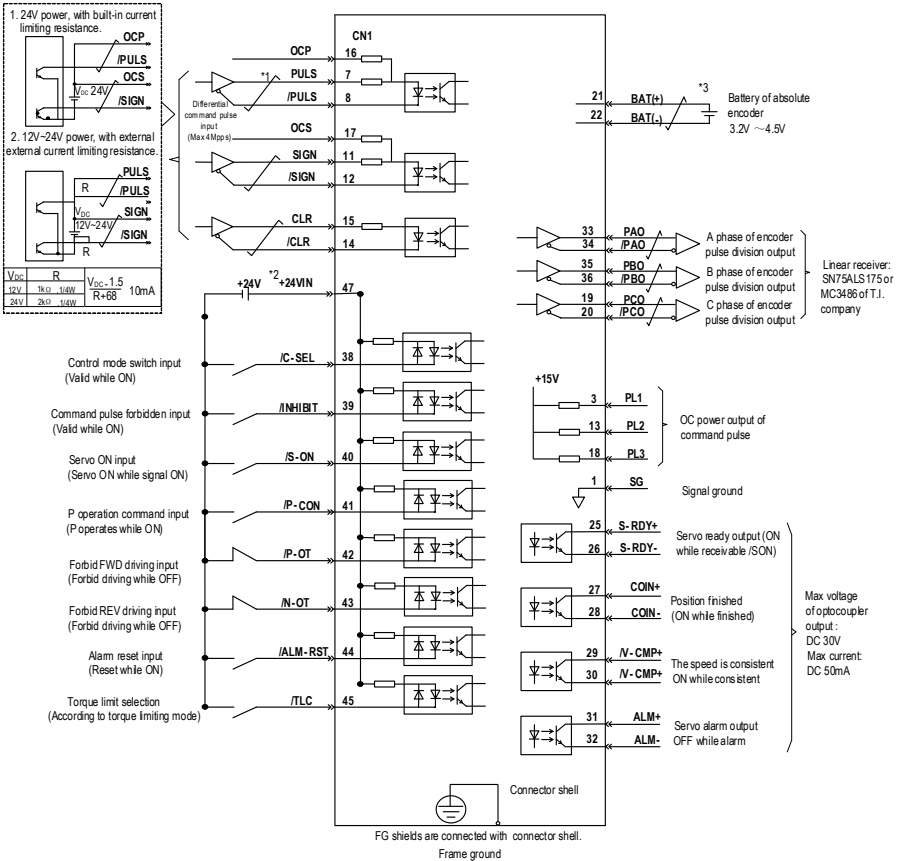 1. 24V power, with built-in current
limiting resistance.
OCP
/PULS
OCS
VDC 24V
/SIGN
2. 12V~24V power, with external
external current limiting resistance.
PULS
R
/PULS
VDC
SIGN
12V~24V
/SIGN
R
VDC R VDC - 1.5 10mA
12V 1kΩ ,1/4W R+68
24V 2kΩ ,1/4W
CN1
OCP 16
*1 PULS 7
/PULS 8
Differential
command pulse
input
(Max 4Mpps)
OCS 17
SIGN 11
/SIGN 12
CLR 15
/CLR 14
*2
+24V +24VIN 47
Control mode switch input
(Valid while ON)
/C-SEL 38
Command pulse forbidden input
(Valid while ON)
/INHIBIT 39
Servo ON input
(Servo ON while signal ON)
/S-ON 40
P operation command input
(P operates while ON)
/P-CON 41
Forbid FWD driving input
(Forbid driving while OFF)
/P-OT 42
Forbid REV driving input
(Forbid driving while OFF)
/N-OT 43
Alarm reset input
(Reset while ON)
/ALM-RST 44
Torque limit selection
(According to torque limiting mode)
/TLC 45
*3
21 BAT(+)
22 BAT(-)
Battery of absolute
encoder
3.2V ～4.5V
33 PAO
34 /PAO
A phase of encoder
pulse division output
35 PBO
36 /PBO
B phase of encoder
pulse division output
19 PCO
20 /PCO
C phase of encoder
pulse division output
Linear receiver:
SN75ALS175 or
MC3486 of T.I.
company
+15V
3 PL1
13 PL2
18 PL3
OC power output of
command pulse
1 SG
Signal ground
25 S-RDY+
26 S-RDY-
Servo ready output (ON
while receivable /SON)
27 COIN+
28 COIN-
Position finished
(ON while finished)
29 /V-CMP+
30 /V-CMP+
The speed is consistent
ON while consistent
31 ALM+
32 ALM-
Servo alarm output
OFF while alarm
Max voltage
of optocoupler
output :
DC 30V
Max current:
DC 50mA
Connector shell
FG shields are connected with connector shell.
Frame ground